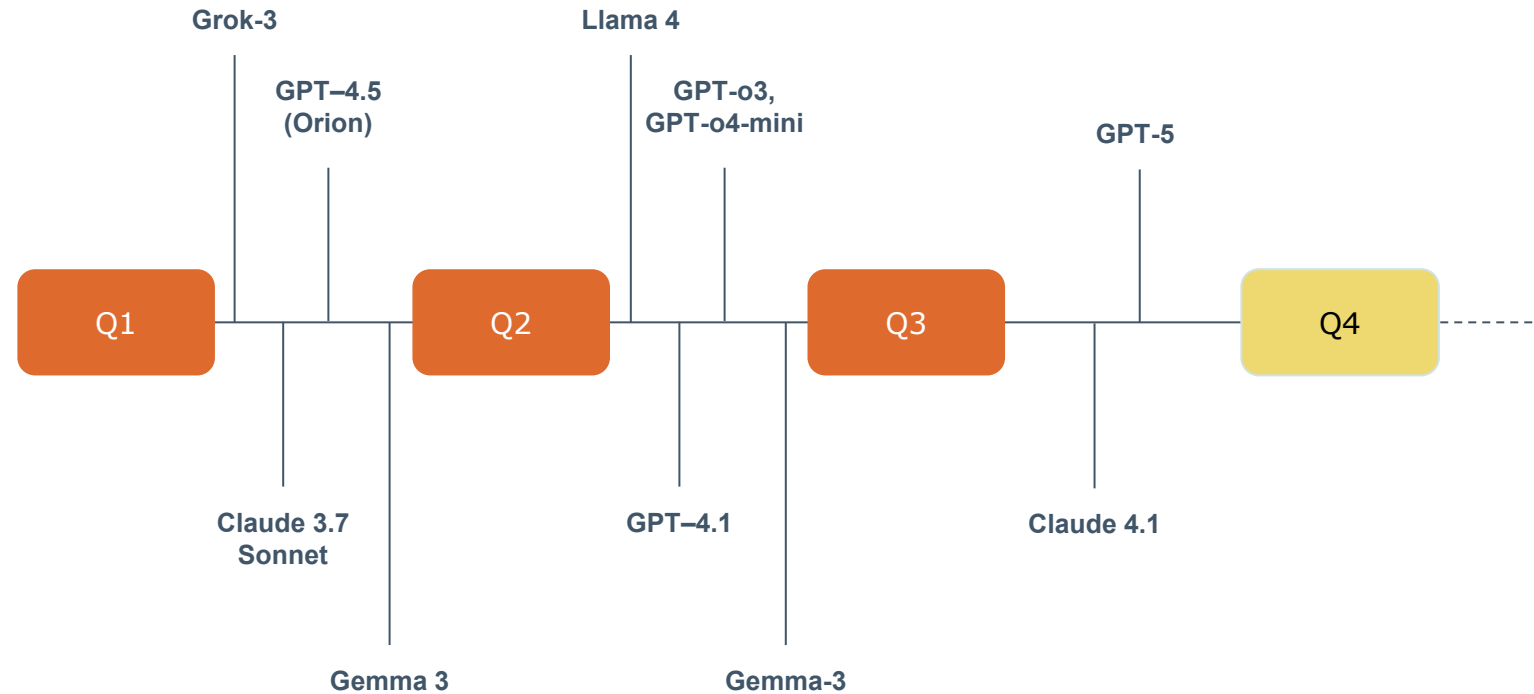 Grok-3
Llama 4
GPT–4.5
(Orion)
GPT-o3,
GPT-o4-mini
GPT-5
Q1
Q2
Q3
Q4
Claude 3.7
Sonnet
GPT–4.1
Claude 4.1
Gemma 3
Gemma-3